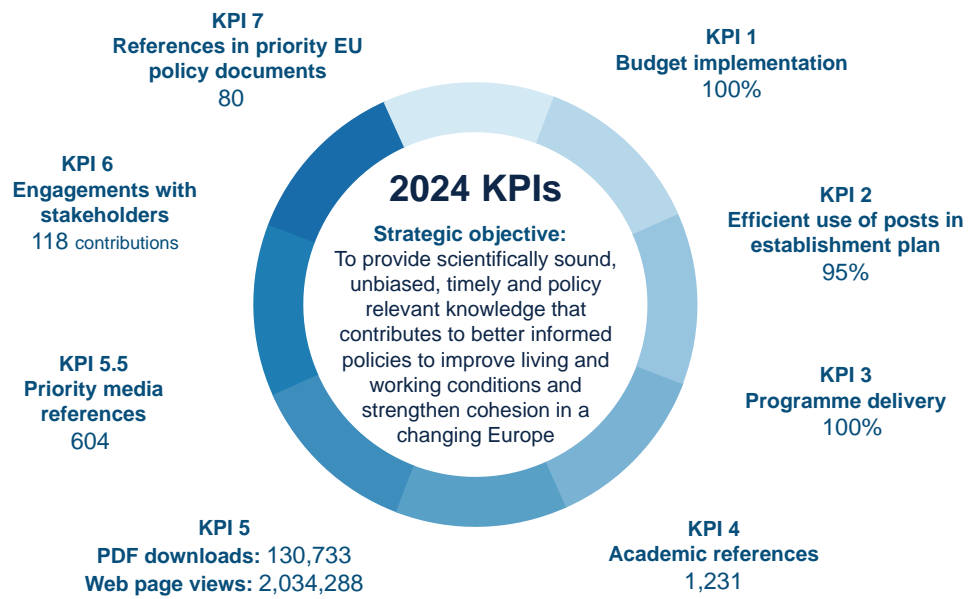 2024 KPIs
Strategic objective:
To provide scientifically sound,
unbiased, timely and policy
relevant knowledge that
contributes to better informed
policies to improve living and
working conditions and
strengthen cohesion in a
changing Europe
KPI 1
Budget implementation
100%
KPI 2
Efficient use of posts in
establishment plan
95%
KPI 3
Programme delivery
100%
KPI 4
Academic references
1,231
KPI 5
PDF downloads: 130,733
Web page views: 2,034,288
KPI 5.5
Priority media
references
604
KPI 6
Engagements with
stakeholders
118 contributions
KPI 7
References in priority EU
policy documents
80